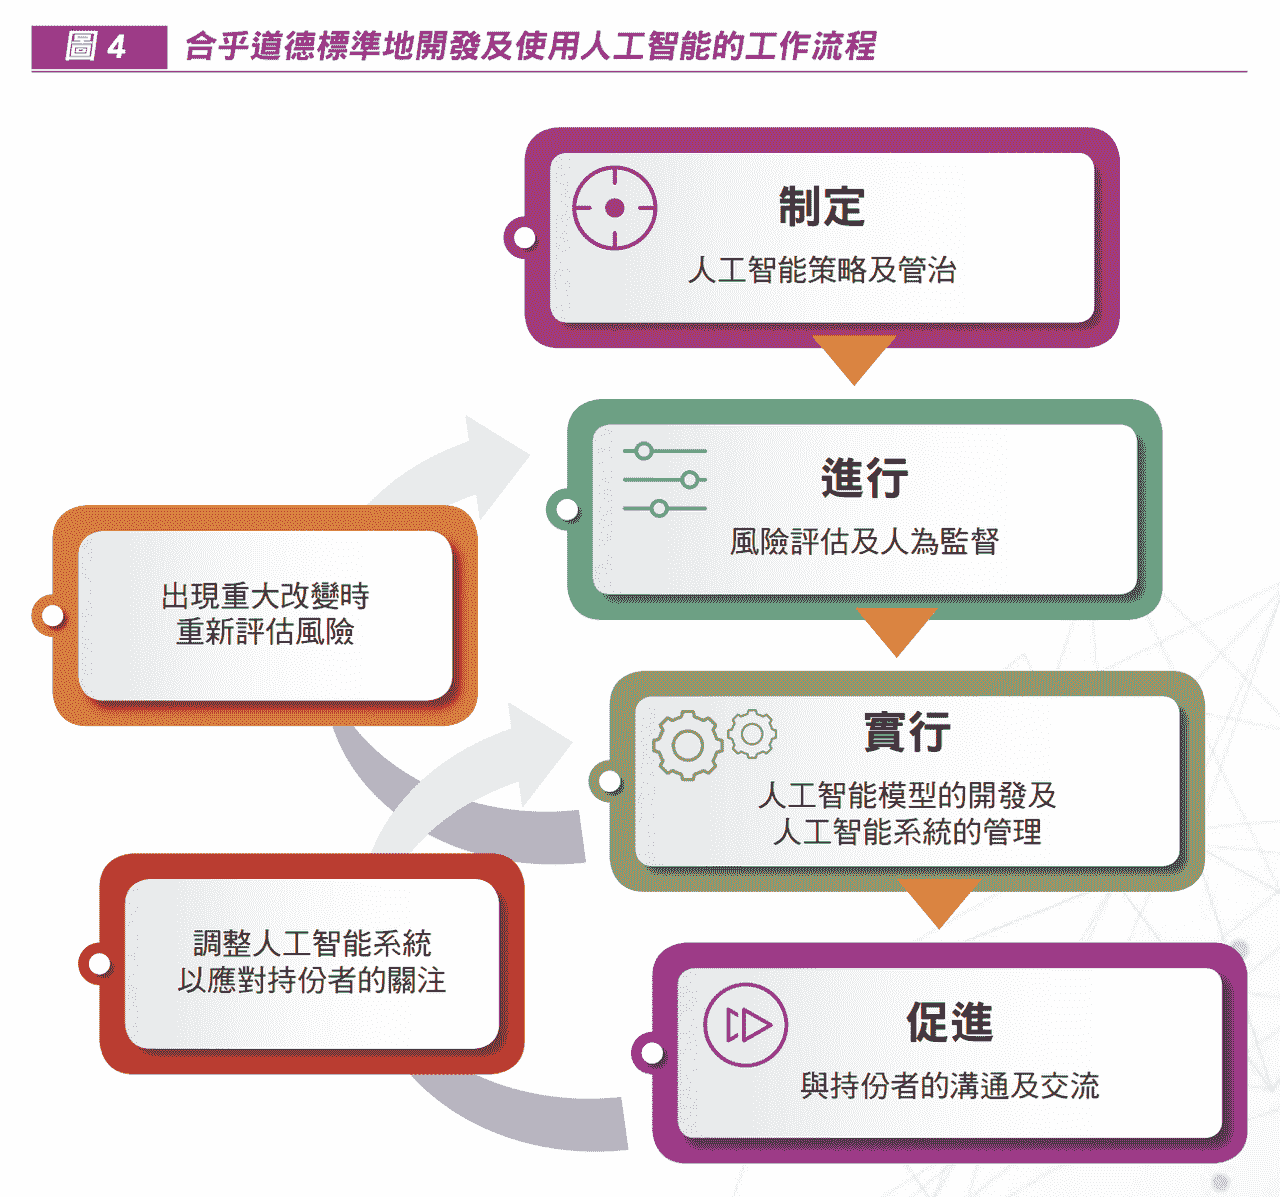 圖 4 合乎道德標準地開發及使用人工智能的工作流程
制定
人工智能策略及管治
進行
風險評估及人為監督
出現重大改變時
重新評估風險
實行
人工智能模型的開發及
人工智能系統的管理
調整人工智能系統
以應對持份者的關注
促進
與持份者的溝通及交流